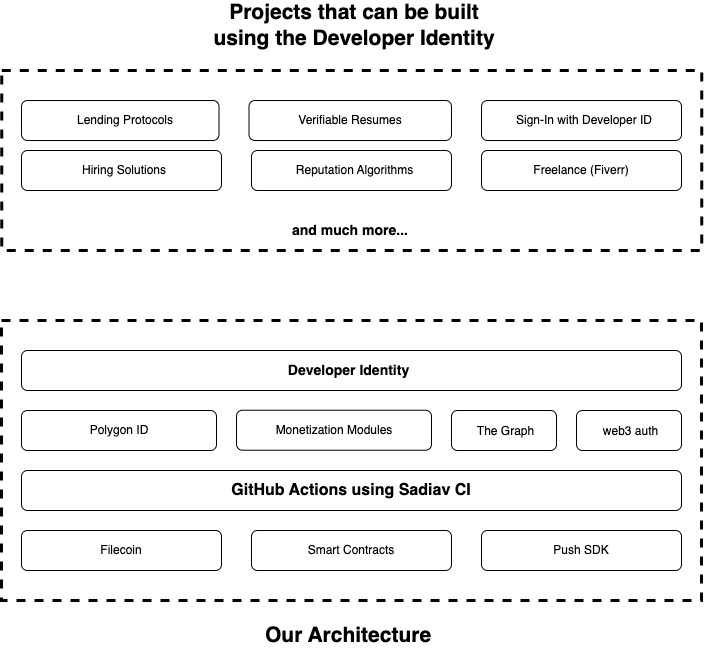 Projects that can be built
using the Developer Identity
Lending Protocols
Verifiable Resumes
Sign-In with Developer ID
Hiring Solutions
Reputation Algorithms
Freelance (Fiverr)
and much more...
Developer Identity
Polygon ID
Monetization Modules
The Graph
web3 auth
GitHub Actions using Sadiav CI
Filecoin
Smart Contracts
Push SDK
Our Architecture